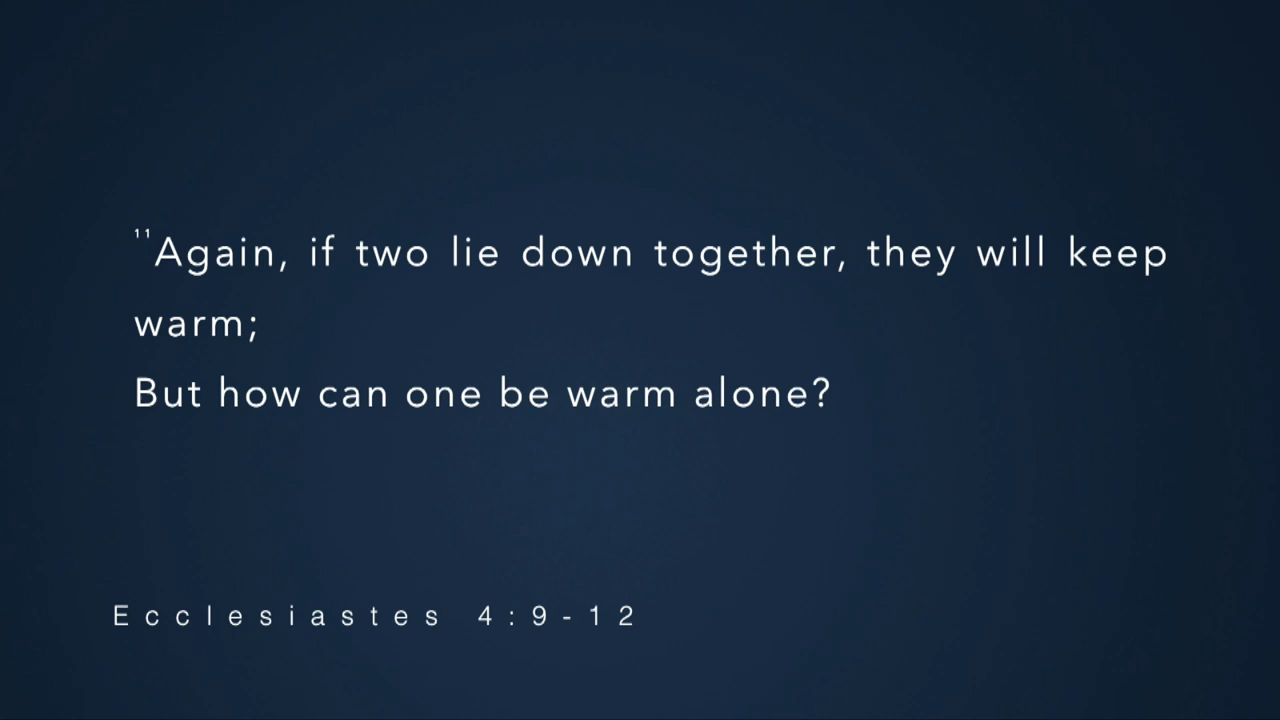 ¹¹Again, if two lie down together, they will keep
warm;
But how can one be warm alone?
Ecclesiastes 4:9-12